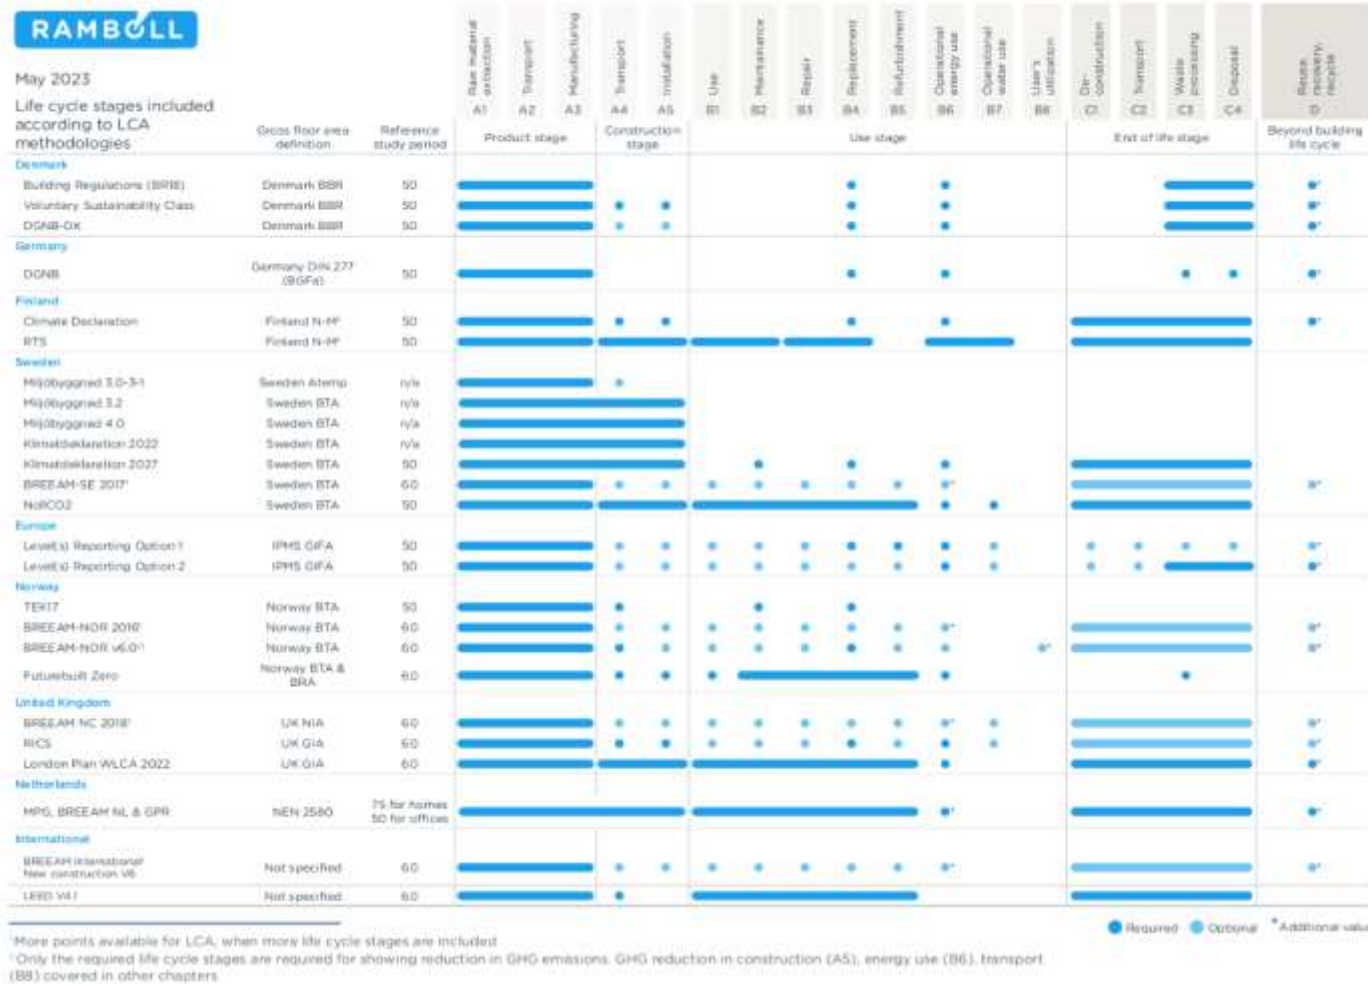 RAMBOLL
May 2023
Life cycle stages included
according to LCA
methodologies
Gross floor area
definition
Reference
study period
Raw material
extraction
A1
Transport
A2
Manufacturing
A3
Transport
A4
Installation
A5
Use
B1
Maintenance
B2
Repair
B3
Replacement
B4
Refurbishment
B5
Operational
energy use
B6
Operational
water use
B7
User's
utilization
B8
De-
construction
C1
Transport
C2
Waste
processing
C3
Disposal
C4
Reuse,
recovery,
recycle
D
Product stage
Construction
stage
Use stage
End of life stage
Beyond building
life cycle
Denmark
Building Regulations (BR18) Denmark BBR 50
Voluntary Sustainability Class Denmark BBR 50
DGNB-DK Denmark BBR 50
Germany
DGNB Germany DIN 277 (BGFa) 50
Finland
Climate Declaration Finland N-M² 50
RTS Finland N-M² 50
Sweden
Miljöbyggnad 3.0-3-1 Sweden Atemp n/a
Miljöbyggnad 3.2 Sweden BTA n/a
Miljöbyggnad 4.0 Sweden BTA n/a
Klimatdeklaration 2022 Sweden BTA n/a
Klimatdeklaration 2027 Sweden BTA 50
BREEAM-SE 2017¹ Sweden BTA 60
NollCO2 Sweden BTA 50
Europe
Level(s) Reporting Option 1 IPMS GIFA 50
Level(s) Reporting Option 2 IPMS GIFA 50
Norway
TEK17 Norway BTA 50
BREEAM-NOR 2016¹ Norway BTA 60
BREEAM-NOR v6.0 Norway BTA 60
Futurebuilt Zero Norway BTA & BRA 60
United Kingdom
BREEAM NC 2018¹ UK NIA 60
RICS UK GIA 60
London Plan WLCA 2022 UK GIA 60
Netherlands
MPG, BREEAM NL & GPR NEN 2580 75 for homes 50 for offices
International
BREEAM International New construction V6 Not specified 60
LEED V4.1 Not specified 60
Required Optional *Additional value
¹More points available for LCA, when more life cycle stages are included
²Only the required life cycle stages are required for showing reduction in GHG emissions. GHG reduction in construction (A5), energy use (B6), transport
(B8) covered in other chapters